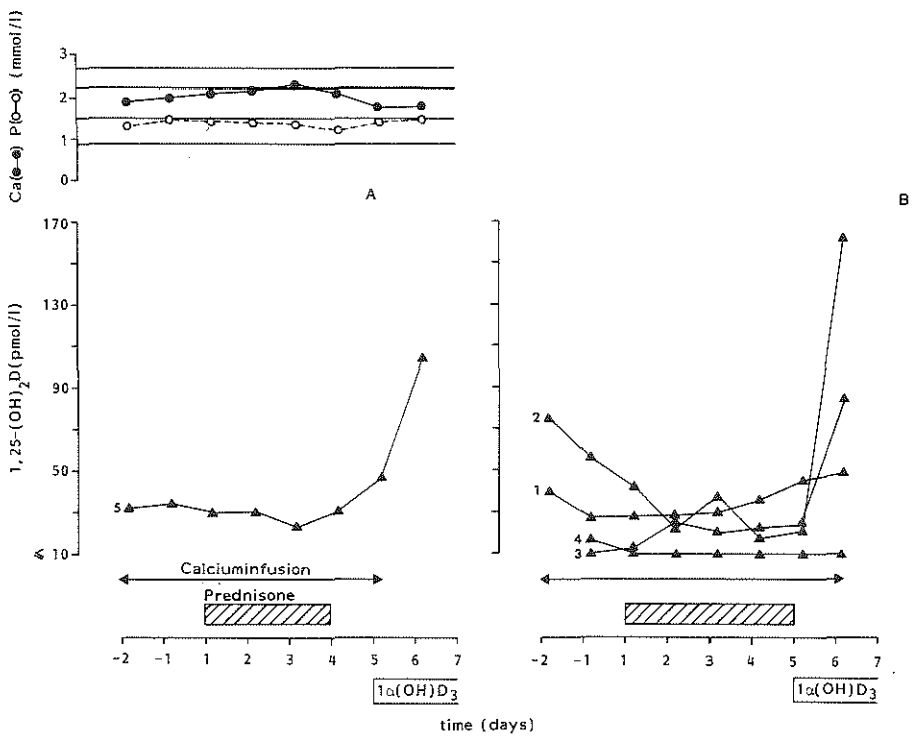 Ca(●–●) P(○–○) (mmol/l)
3
2
1
0
A
B
1,25-(OH)2D(pmol/l)
170
130
90
50
≤ 10
5
2
1
4
3
Calciuminfusion
Prednisone
-2 -1 1 2 3 4 5 6 7
-2 -1 1 2 3 4 5 6 7
1α(OH)D3
1α(OH)D3
time (days)